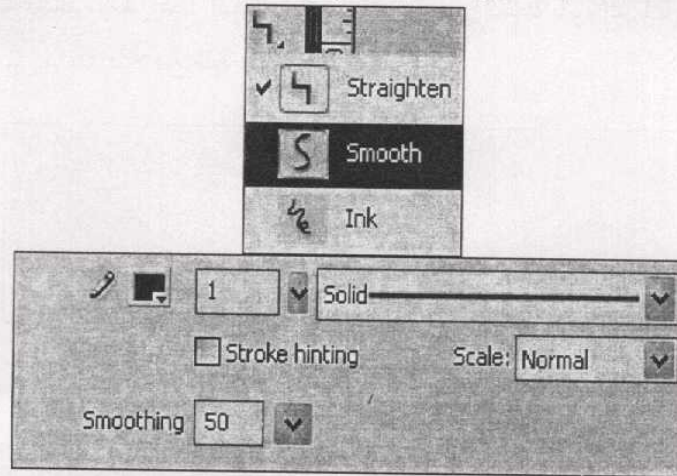 Straighten
Smooth
Ink
1 Solid
Stroke hinting Scale: Normal
Smoothing 50